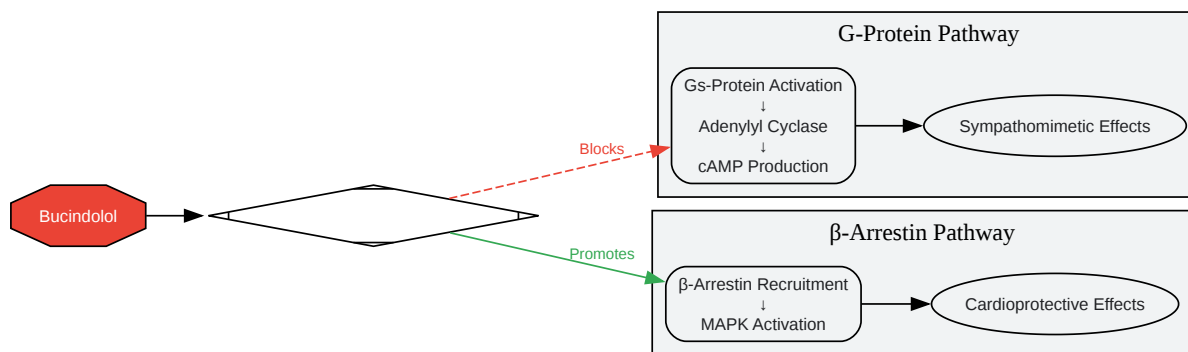 Bucindolol
Blocks
Promotes
G-Protein Pathway
Gs-Protein Activation
↓
Adenylyl Cyclase
↓
cAMP Production
Sympathomimetic Effects
β-Arrestin Pathway
β-Arrestin Recruitment
↓
MAPK Activation
Cardioprotective Effects